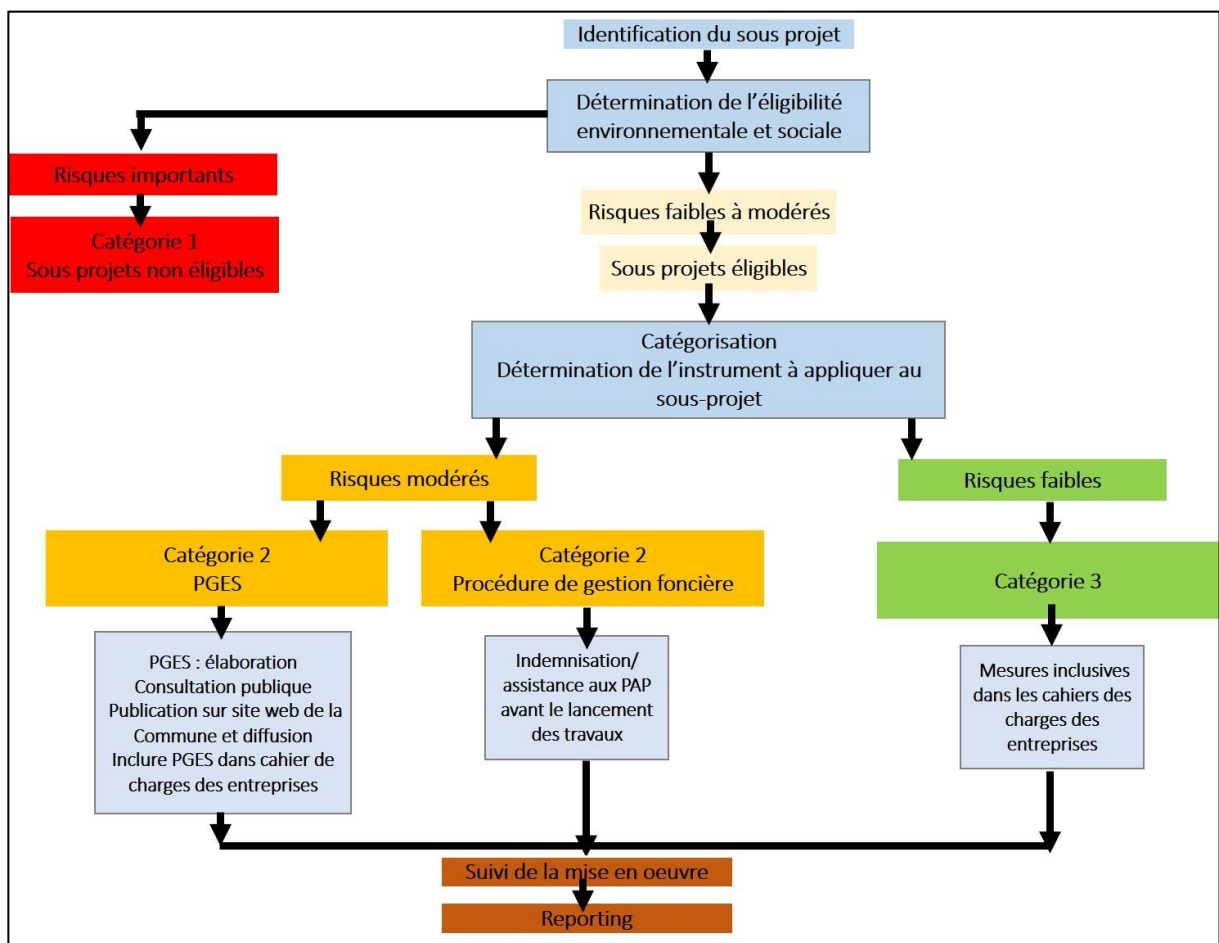 Identification du sous projet
Détermination de l'éligibilité
environnementale et sociale
Risques importants
Catégorie 1
Sous projets non éligibles
Risques faibles à modérés
Sous projets éligibles
Catégorisation
Détermination de l'instrument à appliquer au
sous-projet
Risques modérés
Risques faibles
Catégorie 2
PGES
Catégorie 2
Procédure de gestion foncière
Catégorie 3
PGES : élaboration
Consultation publique
Publication sur site web de la
Commune et diffusion
Inclure PGES dans cahier de
charges des entreprises
Indemnisation/
assistance aux PAP
avant le lancement
des travaux
Mesures inclusives
dans les cahiers des
charges des
entreprises
Suivi de la mise en oeuvre
Reporting